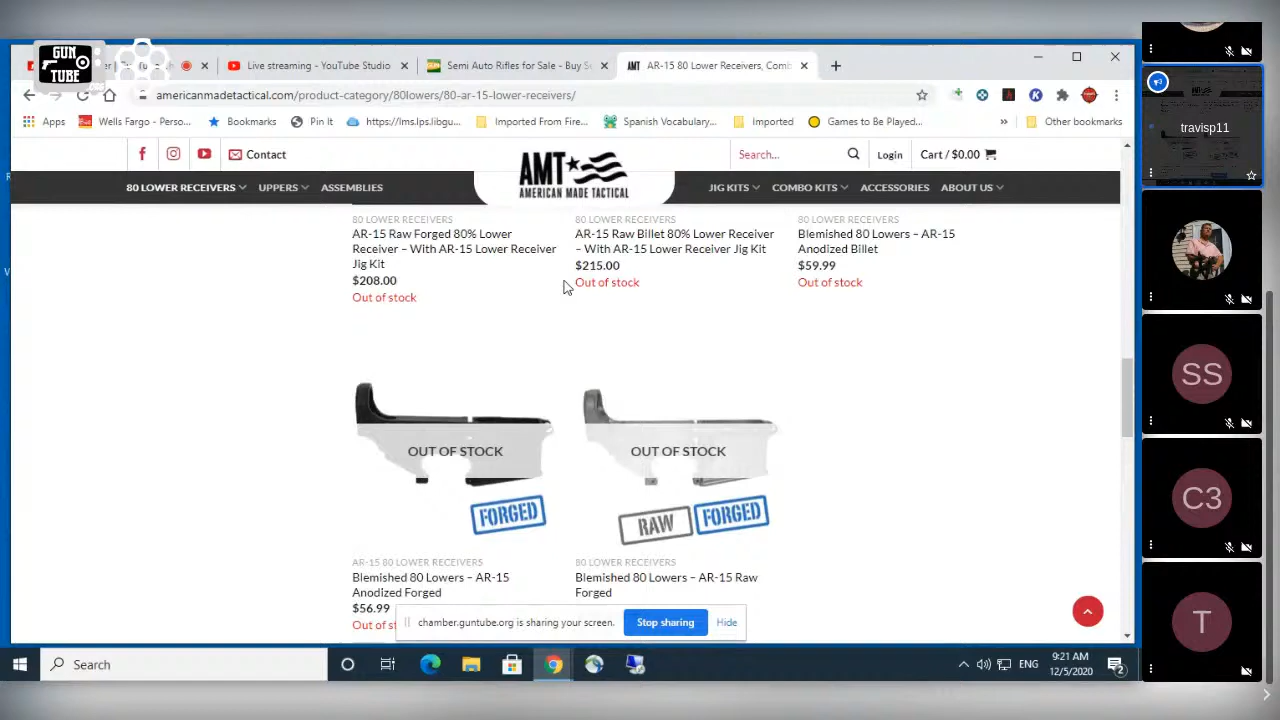 GUN
TUBE
er |
Live streaming - YouTube Studio
Semi Auto Rifles for Sale - Buy S
AR-15 80 Lower Receivers, Comb
americanmadetactical.com/product-category/80lowers/80-ar-15-lower-receivers/
Apps
Wells Fargo - Perso...
Bookmarks
Pin It
https://lms.lps.libgu...
Imported From Fire...
Spanish Vocabulary...
Imported
Games to Be Played...
Other bookmarks
Contact
Search...
Login
Cart / $0.00
AMT
AMERICAN MADE TACTICAL
80 LOWER RECEIVERS
UPPERS
ASSEMBLIES
JIG KITS
COMBO KITS
ACCESSORIES
ABOUT US
80 LOWER RECEIVERS
AR-15 Raw Forged 80% Lower
Receiver – With AR-15 Lower Receiver
Jig Kit
$208.00
Out of stock
80 LOWER RECEIVERS
AR-15 Raw Billet 80% Lower Receiver
– With AR-15 Lower Receiver Jig Kit
$215.00
Out of stock
80 LOWER RECEIVERS
Blemished 80 Lowers – AR-15
Anodized Billet
$59.99
Out of stock
OUT OF STOCK
FORGED
AR-15 80 LOWER RECEIVERS
Blemished 80 Lowers – AR-15
Anodized Forged
$56.99
Out of st
OUT OF STOCK
RAW
FORGED
80 LOWER RECEIVERS
Blemished 80 Lowers – AR-15 Raw
Forged
chamber.guntube.org is sharing your screen.
Stop sharing
Hide
Search
ENG
9:21 AM
12/5/2020
2
travisp11
SS
C3
T